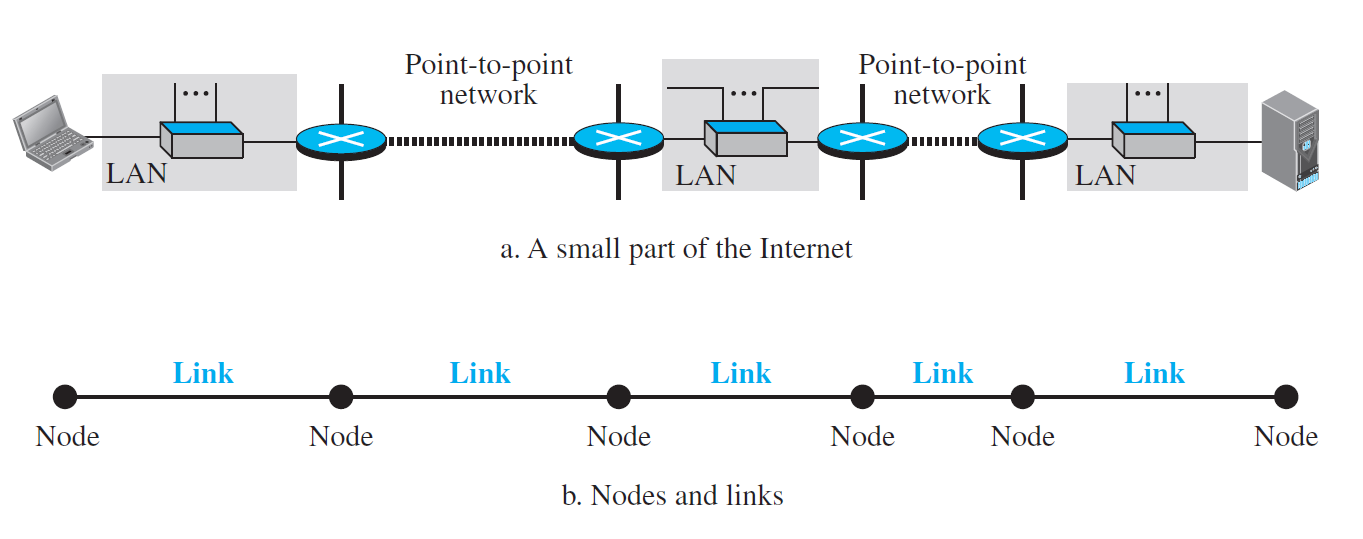 Point-to-point
network
Point-to-point
network
...
...
...
LAN
LAN
LAN
a. A small part of the Internet
Link
Link
Link
Link
Link
Node
Node
Node
Node
Node
Node
b. Nodes and links